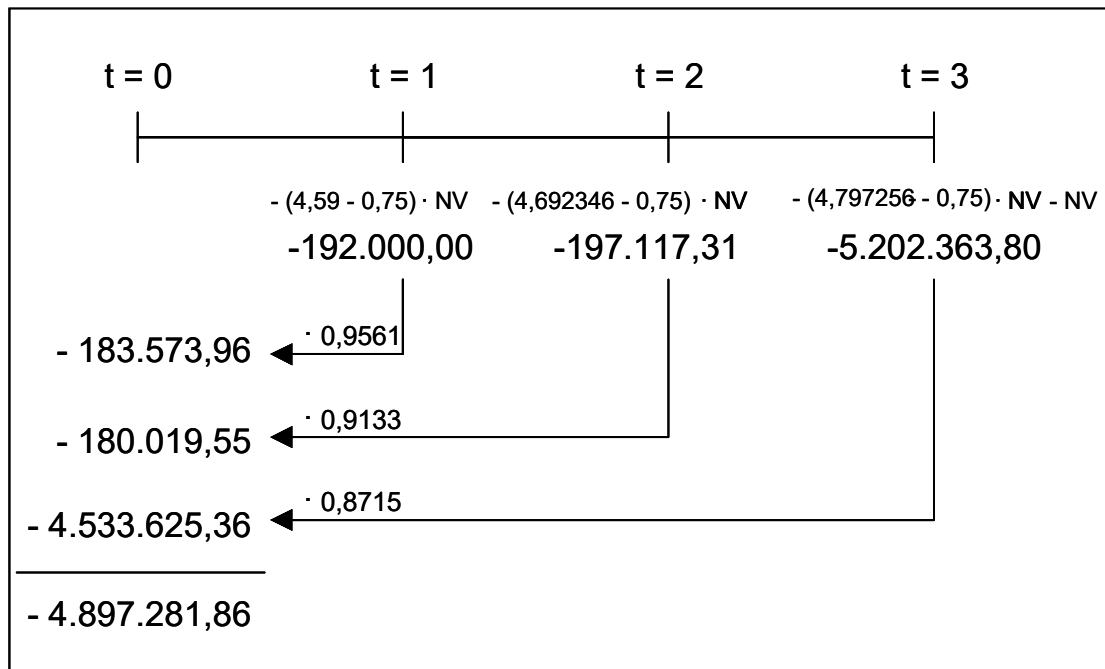 t = 0 t = 1 t = 2 t = 3
- (4,59 - 0,75) · NV - (4,692346 - 0,75) · NV - (4,797256 - 0,75) · NV - NV
-192.000,00 -197.117,31 -5.202.363,80
· 0,9561
- 183.573,96
· 0,9133
- 180.019,55
· 0,8715
- 4.533.625,36
- 4.897.281,86